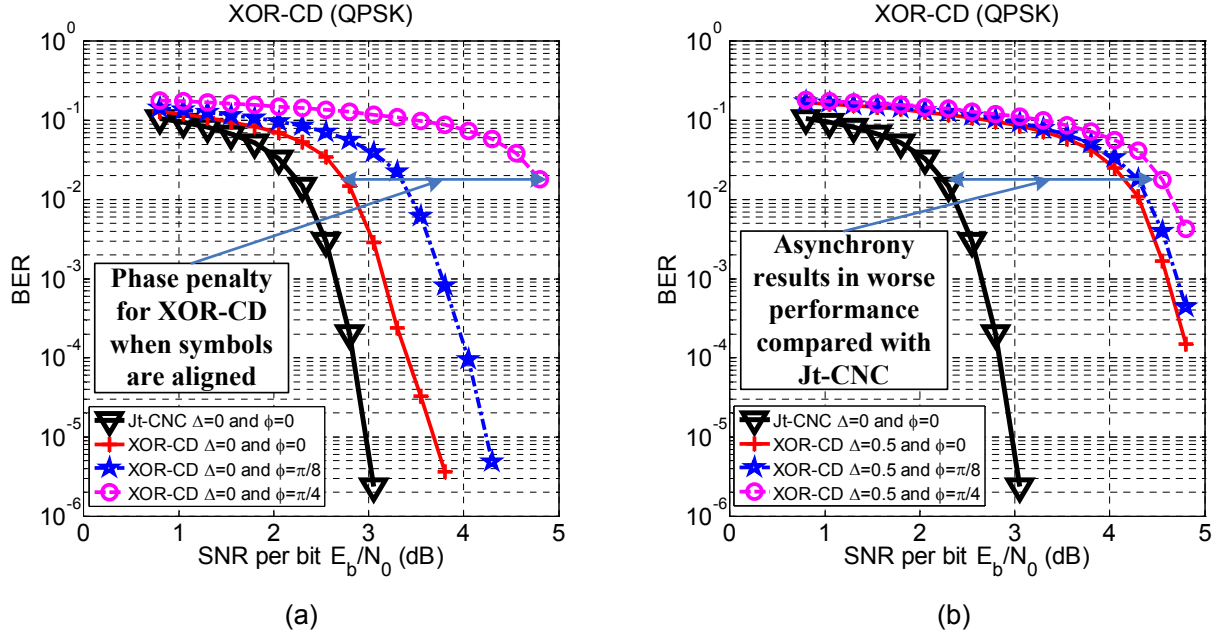 XOR-CD (QPSK)
10^0
10^-1
10^-2
10^-3
10^-4
10^-5
10^-6
BER
Phase penalty
for XOR-CD
when symbols
are aligned
Jt-CNC Δ=0 and ϕ=0
XOR-CD Δ=0 and ϕ=0
XOR-CD Δ=0 and ϕ=π/8
XOR-CD Δ=0 and ϕ=π/4
0 1 2 3 4 5
SNR per bit E_b/N_0 (dB)
(a)
XOR-CD (QPSK)
10^0
10^-1
10^-2
10^-3
10^-4
10^-5
10^-6
BER
Asynchrony
results in worse
performance
compared with
Jt-CNC
Jt-CNC Δ=0 and ϕ=0
XOR-CD Δ=0.5 and ϕ=0
XOR-CD Δ=0.5 and ϕ=π/8
XOR-CD Δ=0.5 and ϕ=π/4
0 1 2 3 4 5
SNR per bit E_b/N_0 (dB)
(b)